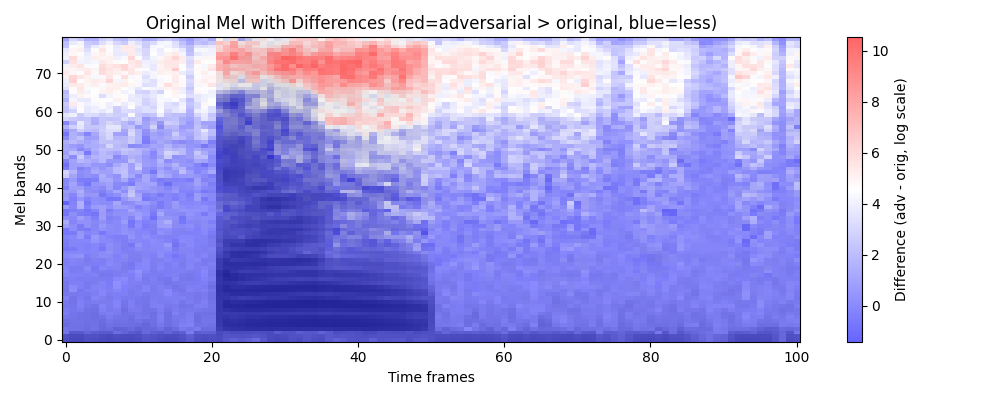 Original Mel with Differences (red=adversarial > original, blue=less)
Mel bands
70
60
50
40
30
20
10
0
0 20 40 60 80 100
Time frames
10
8
6
4
2
0
Difference (adv - orig, log scale)